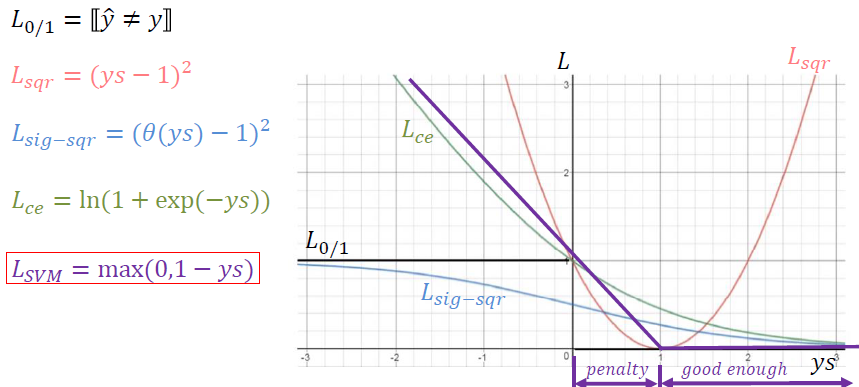 L_{0/1} = ⟦ŷ ≠ y⟧
L_{sqr} = (ys − 1)²
L_{sig−sqr} = (θ(ys) − 1)²
L_{ce} = ln(1 + exp(−ys))
L_{SVM} = max(0,1 − ys)
L
L_{sqr}
3
L_{ce}
2
L_{0/1}
1
L_{sig−sqr}
-3 -2 -1 0 1 2 3
ys
penalty good enough